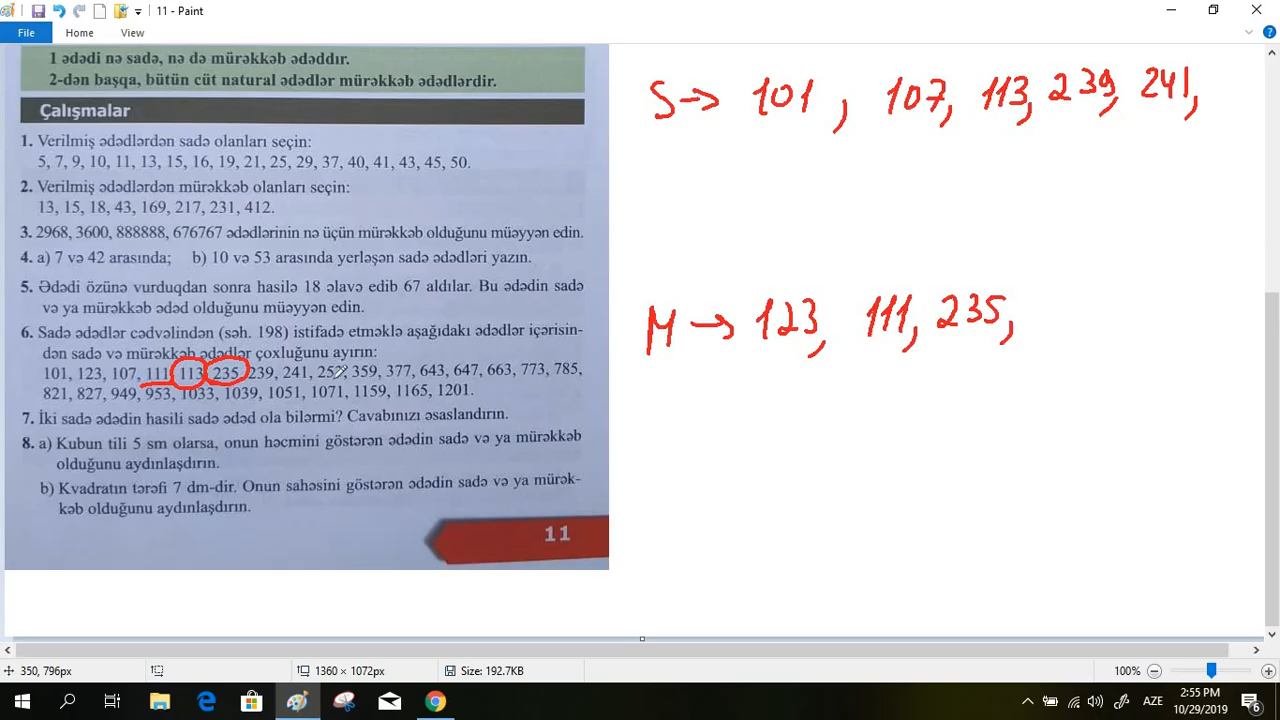 11 - Paint
File Home View
1 ədədi nə sadə, nə də mürəkkəb ədəddır.
2-dən başqa, bütün cüt natural ədədlər mürəkkəb ədədlərdir.
Çalışmalar
1. Verilmiş ədədlərdən sadə olanları seçin:
5, 7, 9, 10, 11, 13, 15, 16, 19, 21, 25, 29, 37, 40, 41, 43, 45, 50.
2. Verilmiş ədədlərdən mürəkkəb olanları seçin:
13, 15, 18, 43, 169, 217, 231, 412.
3. 2968, 3600, 888888, 676767 ədədlərinin nə üçün mürəkkəb olduğunu müəyyən edin.
4. a) 7 və 42 arasında; b) 10 və 53 arasında yerləşən sadə ədədləri yazın.
5. Ədədi özünə vurduqdan sonra hasilə 18 əlavə edib 67 aldılar. Bu ədədin sadə
və ya mürəkkəb ədəd olduğunu müəyyən edin.
6. Sadə ədədlər cədvəlindən (səh. 198) istifadə etməklə aşağıdakı ədədlər içərisin-
dən sadə və mürəkkəb ədədlər çoxluğunu ayırın:
101, 123, 107, 111, 113, 235, 239, 241, 359, 377, 643, 647, 663, 773, 785,
821, 827, 949, 953, 1033, 1039, 1051, 1071, 1159, 1165, 1201.
7. İki sadə ədədin hasili sadə ədəd ola bilərmi? Cavabınızı əsaslandırın.
8. a) Kubun tili 5 sm olarsa, onun həcmini göstərən ədədin sadə və ya mürəkkəb
olduğunu aydınlaşdırın.
b) Kvadratın tərəfi 7 dm-dir. Onun sahəsini göstərən ədədin sadə və ya mürək-
kəb olduğunu aydınlaşdırın.
11
S → 101, 107, 113, 239, 241,
M → 123, 111, 235,
350, 796px 1360 × 1072px Size: 192.7KB 100%
AZE 2:55 PM
10/29/2019 6